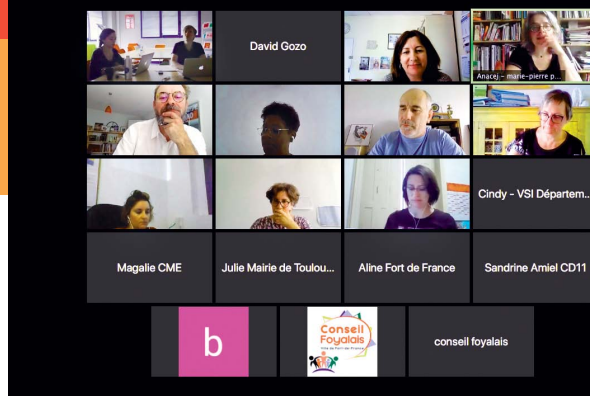 David Gozo
Anacej - marie-pierre p...
Cindy - VSI Départem..
Magalie CME
Julie Mairie de Toulou...
Aline Fort de France
Sandrine Amiel CD11
b
Conseil
Foyalais
conseil foyalais